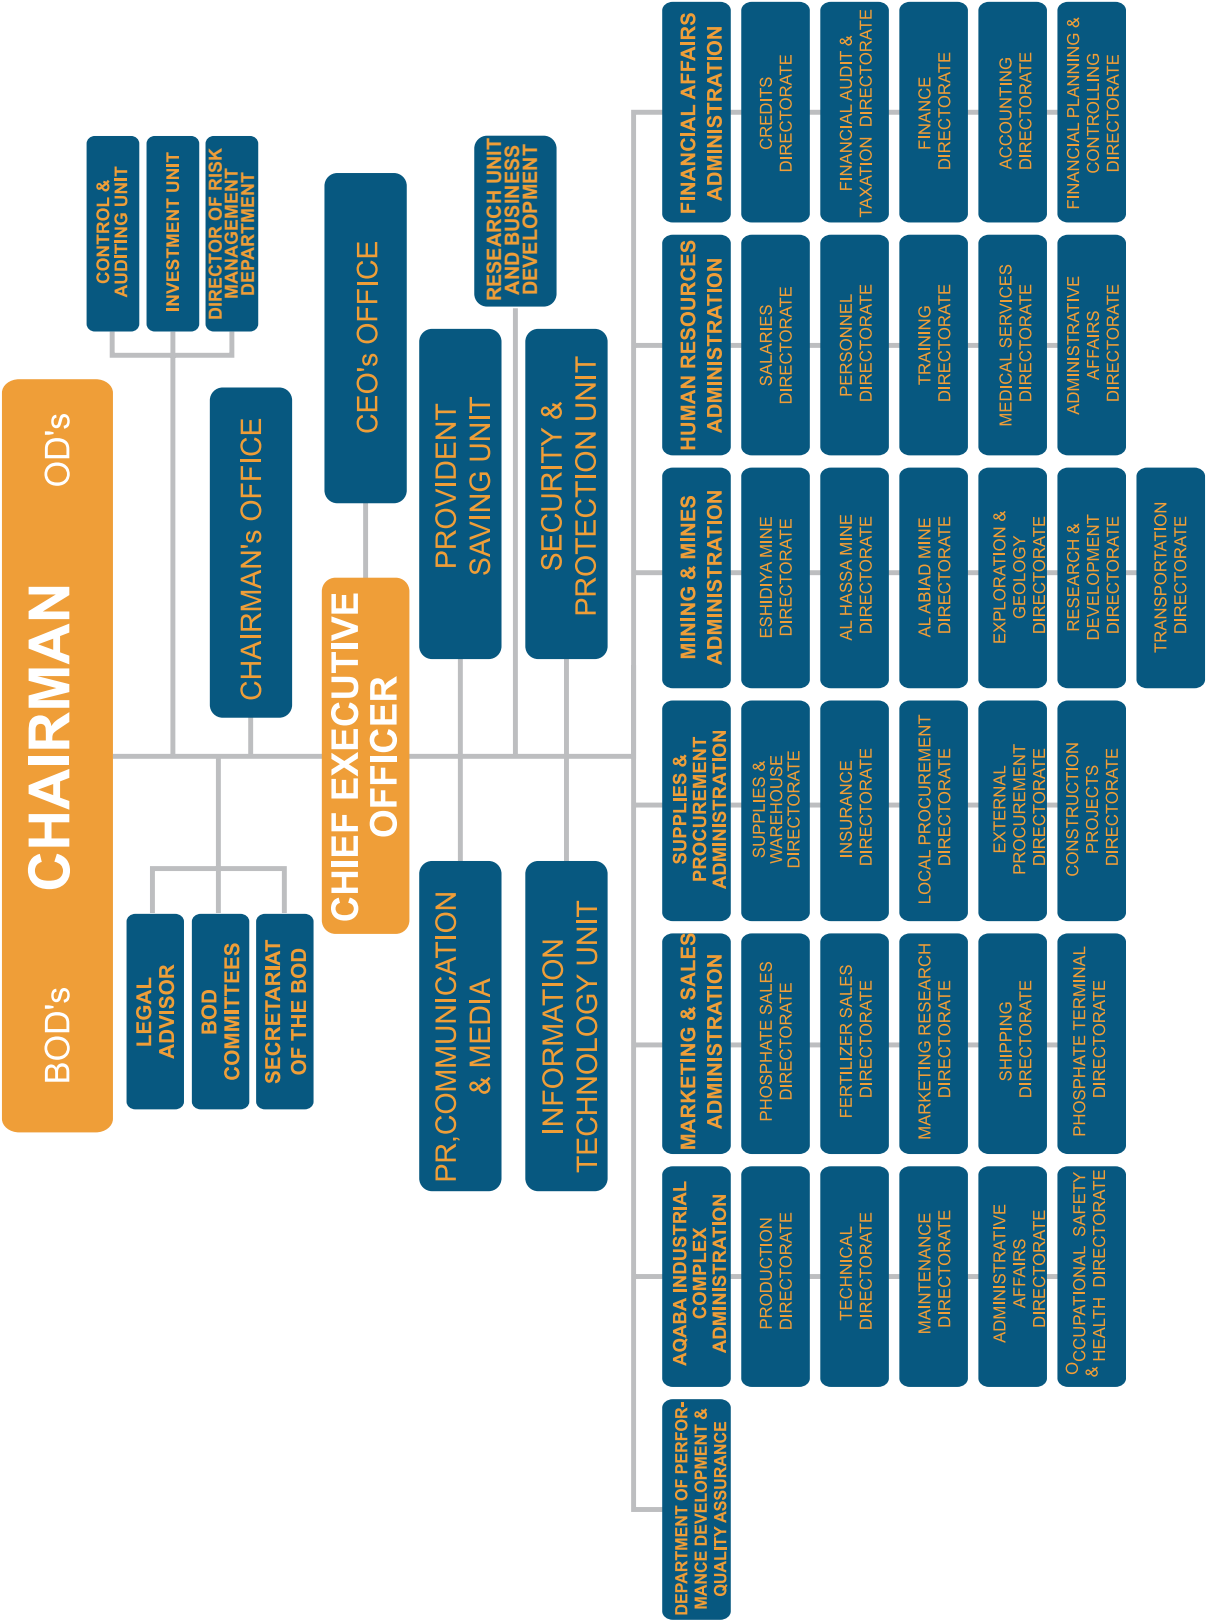 BOD's
CHAIRMAN
OD's
LEGAL
ADVISOR
BOD
COMMITTEES
SECRETARIAT
OF THE BOD
CONTROL &
AUDITING UNIT
INVESTMENT UNIT
DIRECTOR OF RISK
MANAGEMENT
DEPARTMENT
CHAIRMAN's OFFICE
CHIEF EXECUTIVE
OFFICER
CEO's OFFICE
PR,COMMUNICATION
& MEDIA
PROVIDENT
SAVING UNIT
RESEARCH UNIT
AND BUSINESS
DEVELOPMENT
INFORMATION
TECHNOLOGY UNIT
SECURITY &
PROTECTION UNIT
DEPARTMENT OF PERFOR-
MANCE DEVELOPMENT &
QUALITY ASSURANCE
AQABA INDUSTRIAL
COMPLEX
ADMINISTRATION
PRODUCTION
DIRECTORATE
TECHNICAL
DIRECTORATE
MAINTENANCE
DIRECTORATE
ADMINISTRATIVE
AFFAIRS
DIRECTORATE
OCCUPATIONAL SAFETY
& HEALTH DIRECTORATE
MARKETING & SALES
ADMINISTRATION
PHOSPHATE SALES
DIRECTORATE
FERTILIZER SALES
DIRECTORATE
MARKETING RESEARCH
DIRECTORATE
SHIPPING
DIRECTORATE
PHOSPHATE TERMINAL
DIRECTORATE
SUPPLIES &
PROCUREMENT
ADMINISTRATION
SUPPLIES &
WAREHOUSE
DIRECTORATE
INSURANCE
DIRECTORATE
LOCAL PROCUREMENT
DIRECTORATE
EXTERNAL
PROCUREMENT
DIRECTORATE
CONSTRUCTION
PROJECTS
DIRECTORATE
MINING & MINES
ADMINISTRATION
ESHIDIYA MINE
DIRECTORATE
AL HASSA MINE
DIRECTORATE
AL ABIAD MINE
DIRECTORATE
EXPLORATION &
GEOLOGY
DIRECTORATE
RESEARCH &
DEVELOPMENT
DIRECTORATE
TRANSPORTATION
DIRECTORATE
HUMAN RESOURCES
ADMINISTRATION
SALARIES
DIRECTORATE
PERSONNEL
DIRECTORATE
TRAINING
DIRECTORATE
MEDICAL SERVICES
DIRECTORATE
ADMINISTRATIVE
AFFAIRS
DIRECTORATE
FINANCIAL AFFAIRS
ADMINISTRATION
CREDITS
DIRECTORATE
FINANCIAL AUDIT &
TAXATION DIRECTORATE
FINANCE
DIRECTORATE
ACCOUNTING
DIRECTORATE
FINANCIAL PLANNING &
CONTROLLING
DIRECTORATE